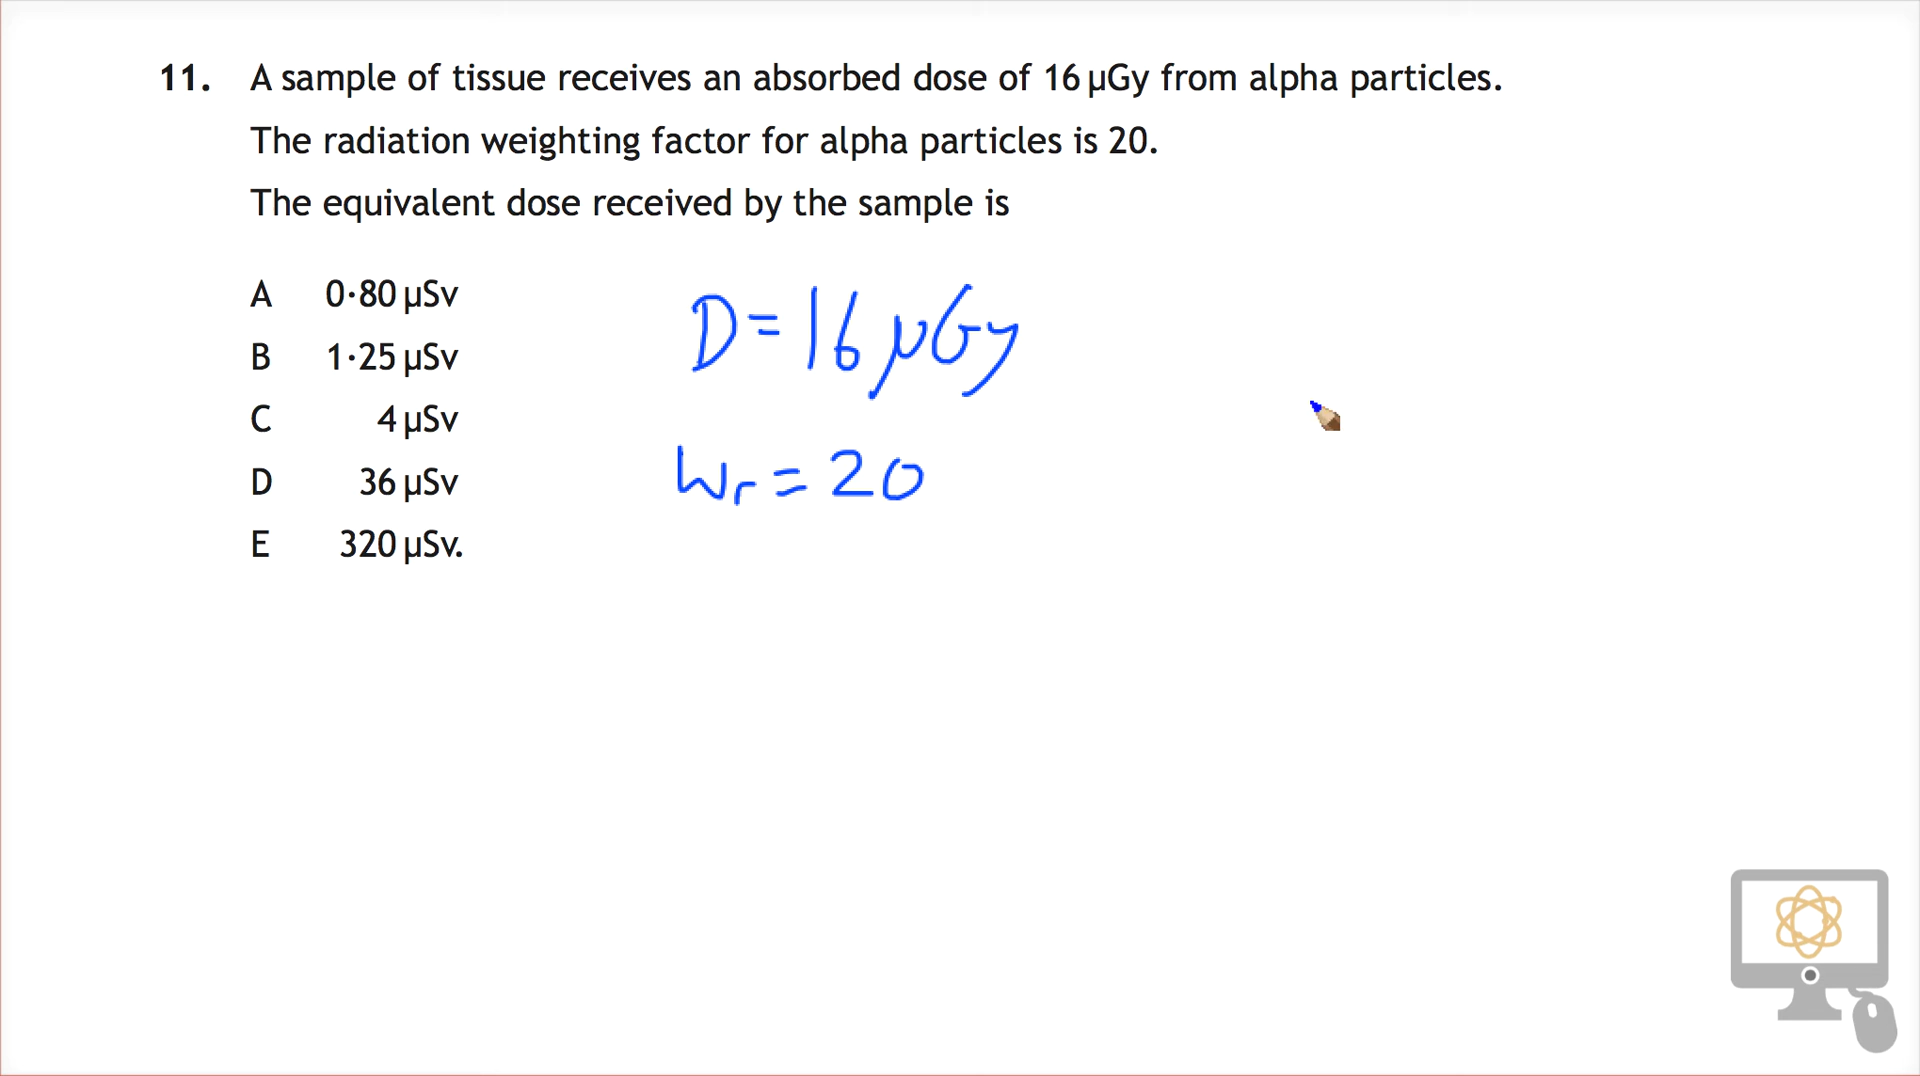 11. A sample of tissue receives an absorbed dose of 16 µGy from alpha particles.
The radiation weighting factor for alpha particles is 20.
The equivalent dose received by the sample is
A 0·80 µSv
B 1·25 µSv
C 4 µSv
D 36 µSv
E 320 µSv.
D = 16 µGy
Wr = 20